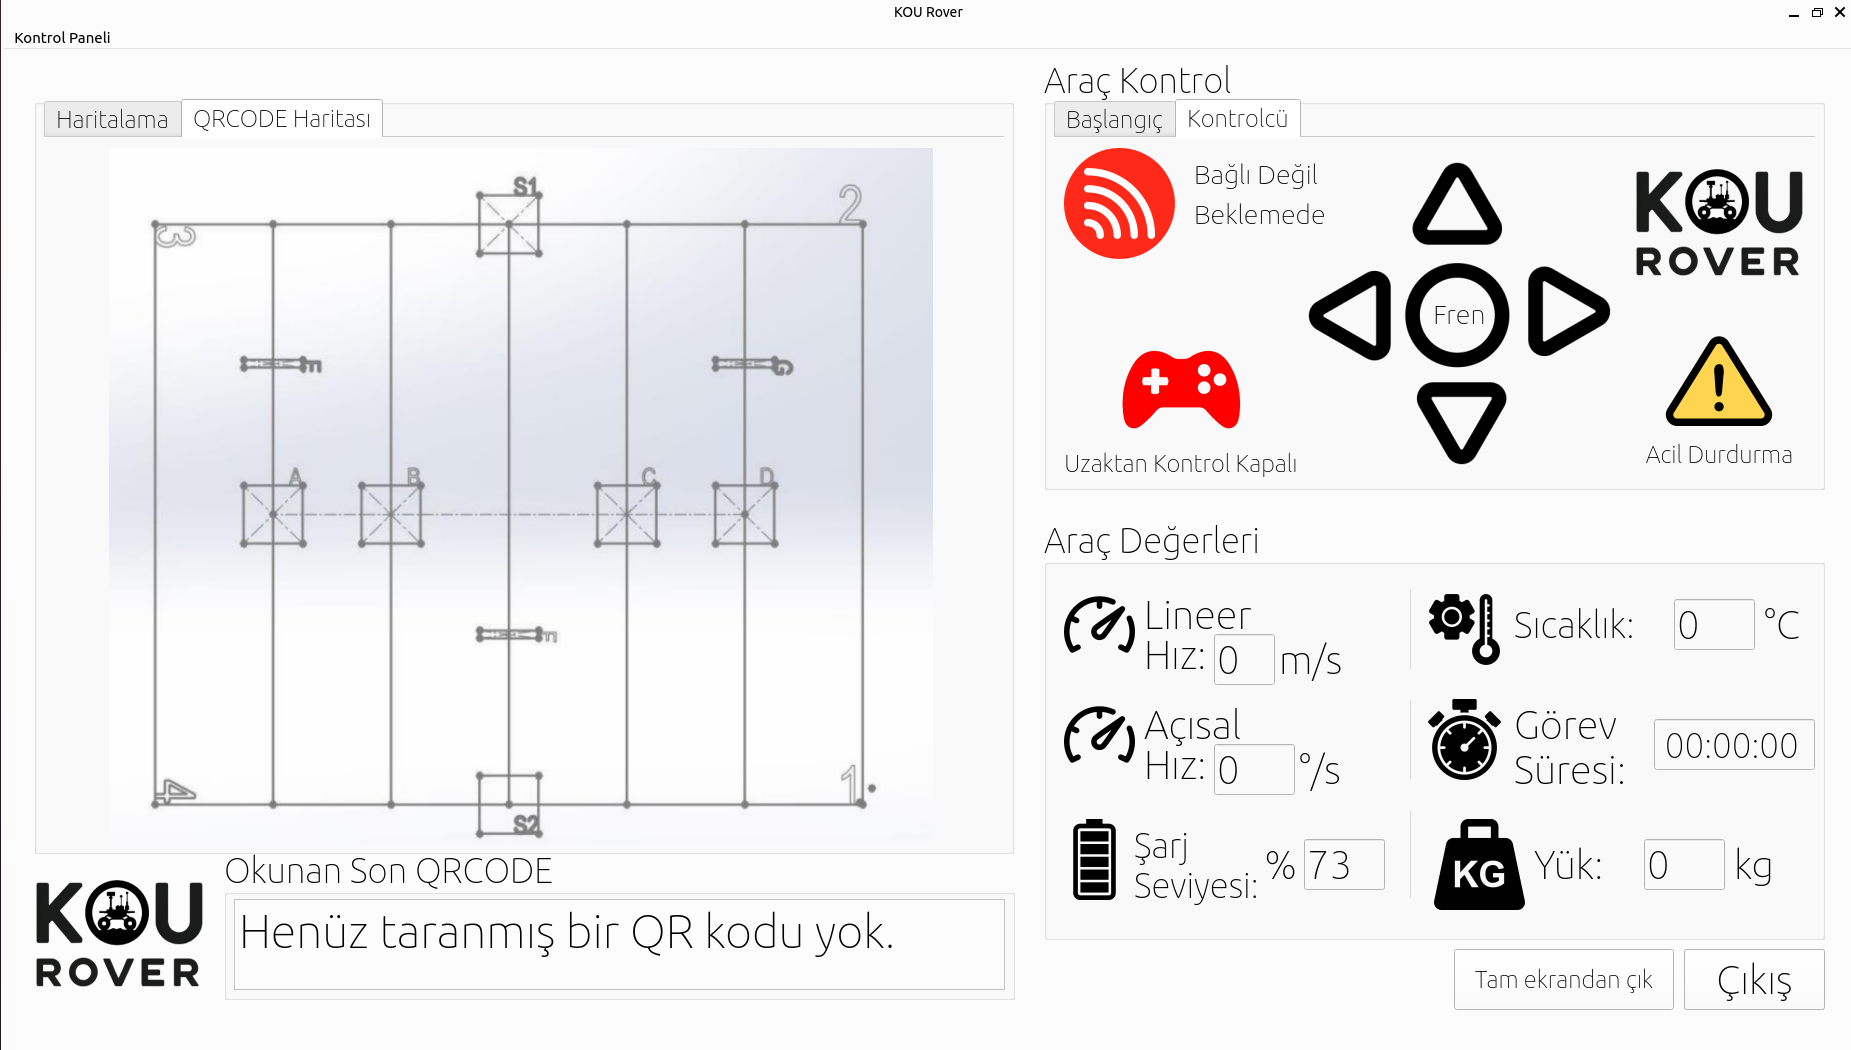 KOU Rover
Kontrol Paneli
Haritalama
QRCODE Haritası
S1
2
3
E
G
A
B
C
D
F
4
1
S2
KOU
ROVER
Okunan Son QRCODE
Henüz taranmış bir QR kodu yok.
Araç Kontrol
Başlangıç
Kontrolcü
Bağlı Değil
Beklemede
KOU
ROVER
Fren
Uzaktan Kontrol Kapalı
Acil Durdurma
Araç Değerleri
Lineer
Hız: 0 m/s
Sıcaklık: 0 °C
Açısal
Hız: 0 °/s
Görev
Süresi: 00:00:00
Şarj
Seviyesi: % 73
KG
Yük: 0 kg
Tam ekrandan çık
Çıkış